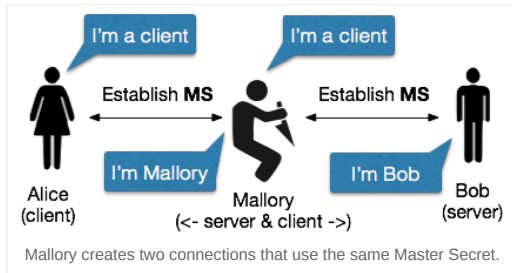 I'm a client
I'm a client
Establish MS
Establish MS
I'm Mallory
I'm Bob
Alice
(client)
Mallory
(<- server & client ->)
Bob
(server)
Mallory creates two connections that use the same Master Secret.